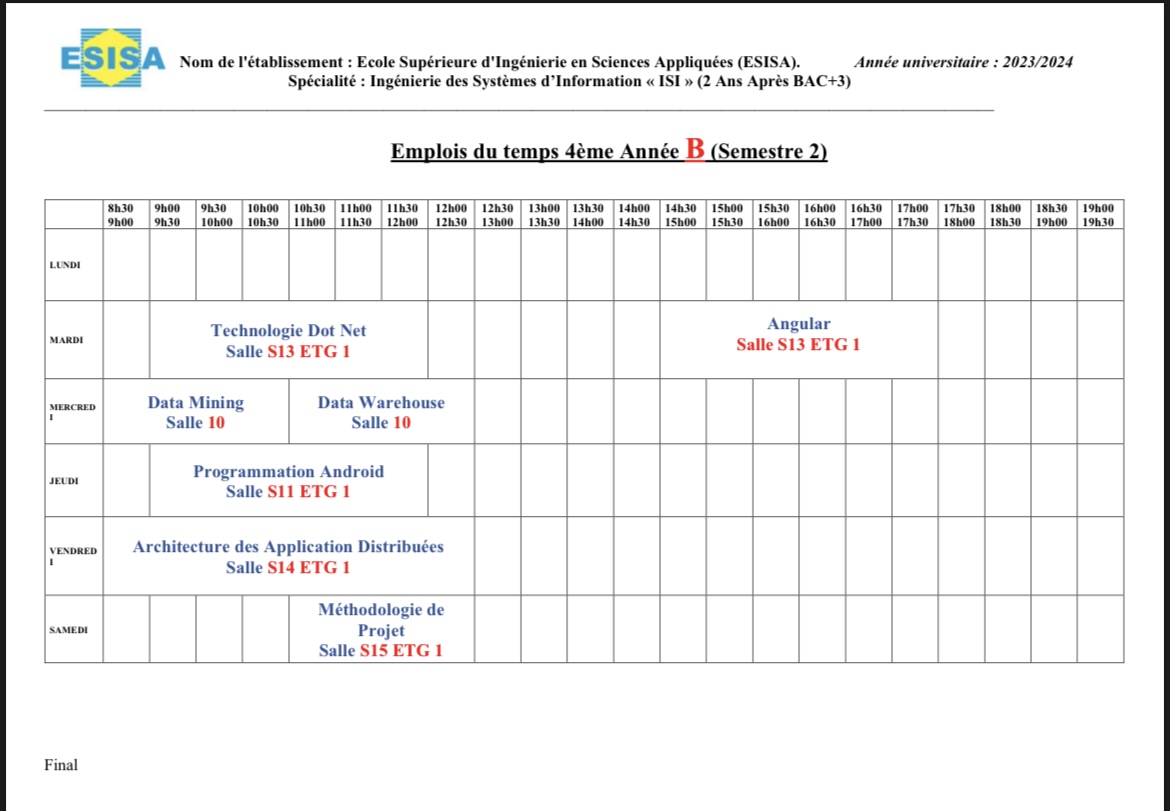 ESISA
Nom de l'établissement : Ecole Supérieure d'Ingénierie en Sciences Appliquées (ESISA). Année universitaire : 2023/2024
Spécialité : Ingénierie des Systèmes d’Information « ISI » (2 Ans Après BAC+3)
Emplois du temps 4ème Année B (Semestre 2)
8h30 9h00 9h30 10h00 10h30 11h00 11h30 12h00 12h30 13h00 13h30 14h00 14h30 15h00 15h30 16h00 16h30 17h00 17h30 18h00 18h30 19h00
9h00 9h30 10h00 10h30 11h00 11h30 12h00 12h30 13h00 13h30 14h00 14h30 15h00 15h30 16h00 16h30 17h00 17h30 18h00 18h30 19h00 19h30
LUNDI
MARDI
Technologie Dot Net
Salle S13 ETG 1
Angular
Salle S13 ETG 1
MERCRED
I
Data Mining
Salle 10
Data Warehouse
Salle 10
JEUDI
Programmation Android
Salle S11 ETG 1
VENDRED
I
Architecture des Application Distribuées
Salle S14 ETG 1
SAMEDI
Méthodologie de
Projet
Salle S15 ETG 1
Final